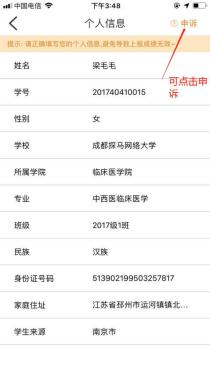 中国电信
下午3:48
个人信息
申诉
提示: 请正确填写您的个人信息,避免导致上报成绩无效~
可点击申诉
姓名 梁毛毛
学号 201740410015
性别 女
学校 成都探马网络大学
所属学院 临床医学院
专业 中西医临床医学
班级 2017级1班
民族 汉族
身份证号码 513902199503257817
家庭住址 江苏省邳州市运河镇镇北...
学生来源 南京市